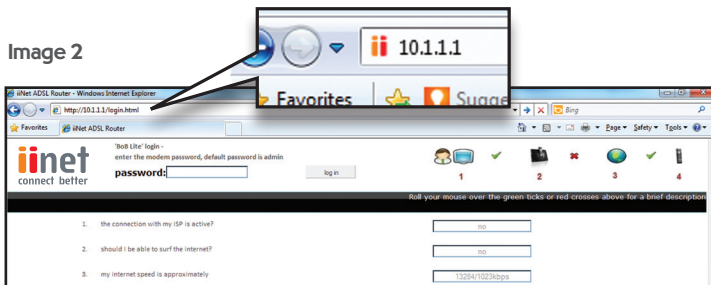 Image 2
10.1.1.1
Favorites
Sugge
iiNet ADSL Router - Windows Internet Explorer
http://10.1.1.1/login.html
Bing
Favorites
iiNet ADSL Router
Page Safety Tools
iinet
connect better
'BoB Lite' login -
enter the modem password, default password is admin
password:
log in
1 2 3 4
Roll your mouse over the green ticks or red crosses above for a brief description
1. the connection with my ISP is active?
no
2. should I be able to surf the internet?
no
3. my internet speed is approximately
13284/1023kbps